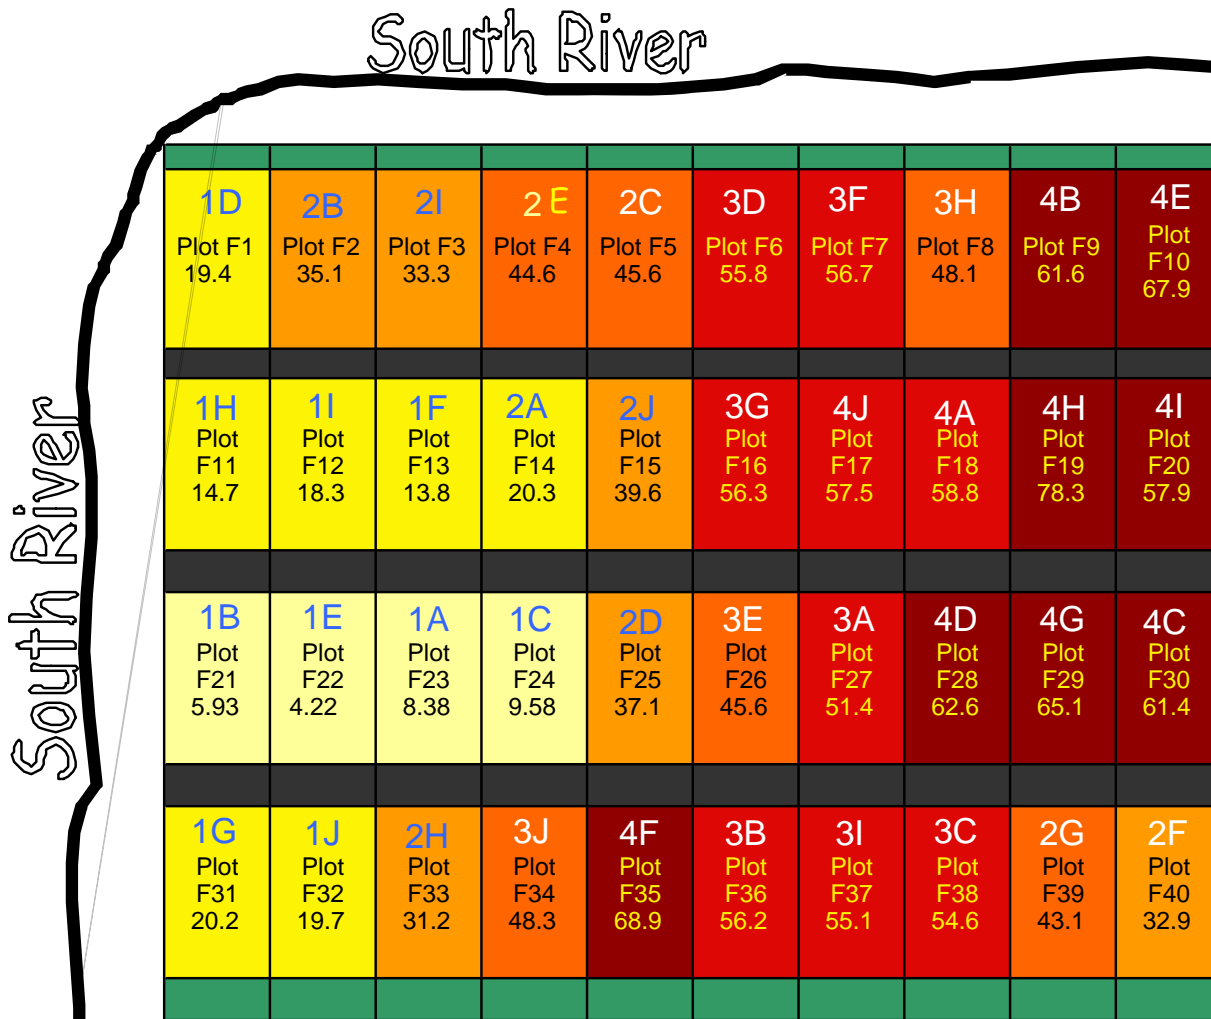 South River
South River
1D
Plot F1
19.4
2B
Plot F2
35.1
2I
Plot F3
33.3
2 E
Plot F4
44.6
2C
Plot F5
45.6
3D
Plot F6
55.8
3F
Plot F7
56.7
3H
Plot F8
48.1
4B
Plot F9
61.6
4E
Plot
F10
67.9
1H
Plot
F11
14.7
1I
Plot
F12
18.3
1F
Plot
F13
13.8
2A
Plot
F14
20.3
2J
Plot
F15
39.6
3G
Plot
F16
56.3
4J
Plot
F17
57.5
4A
Plot
F18
58.8
4H
Plot
F19
78.3
4I
Plot
F20
57.9
1B
Plot
F21
5.93
1E
Plot
F22
4.22
1A
Plot
F23
8.38
1C
Plot
F24
9.58
2D
Plot
F25
37.1
3E
Plot
F26
45.6
3A
Plot
F27
51.4
4D
Plot
F28
62.6
4G
Plot
F29
65.1
4C
Plot
F30
61.4
1G
Plot
F31
20.2
1J
Plot
F32
19.7
2H
Plot
F33
31.2
3J
Plot
F34
48.3
4F
Plot
F35
68.9
3B
Plot
F36
56.2
3I
Plot
F37
55.1
3C
Plot
F38
54.6
2G
Plot
F39
43.1
2F
Plot
F40
32.9